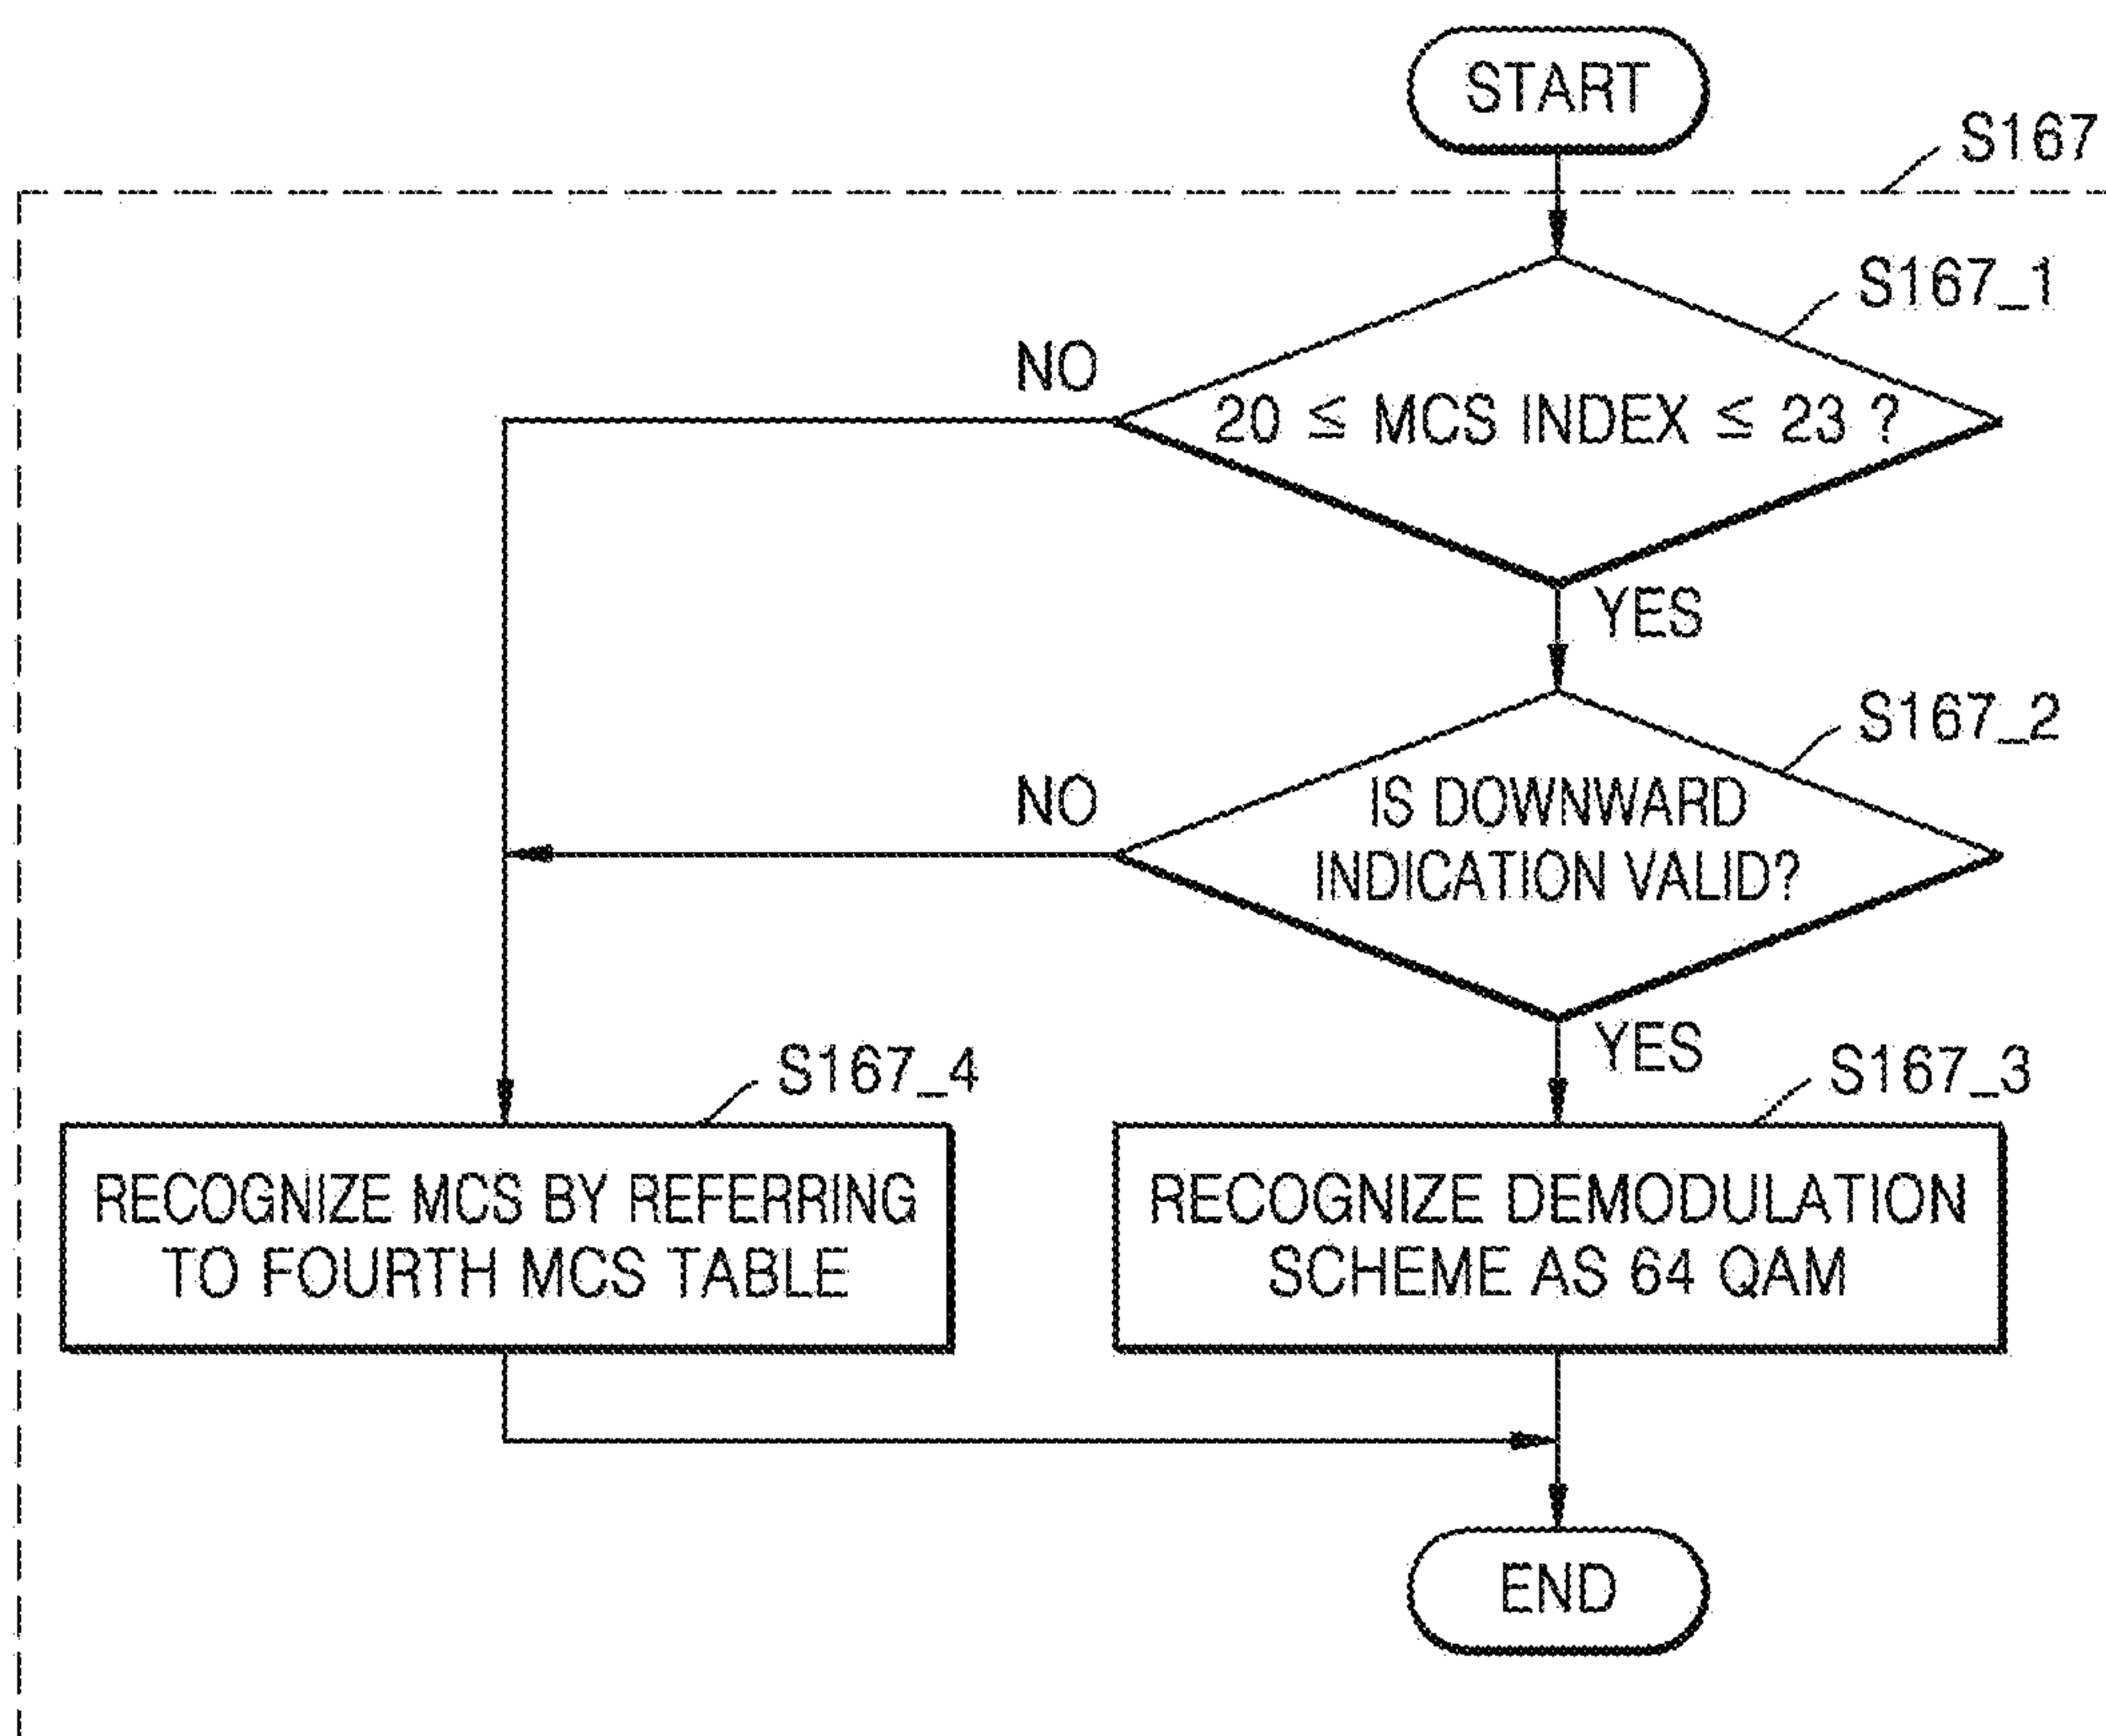 START
S167
S167_1
NO
20 ≤ MCS INDEX ≤ 23 ?
YES
S167_2
NO
IS DOWNWARD
INDICATION VALID?
YES
S167_4
S167_3
RECOGNIZE MCS BY REFERRING
TO FOURTH MCS TABLE
RECOGNIZE DEMODULATION
SCHEME AS 64 QAM
END